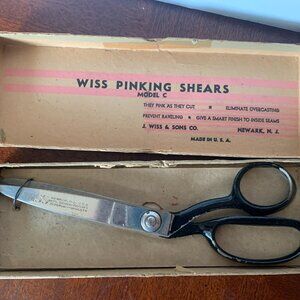 WISS PINKING SHEARS
MODEL C
THEY PINK AS THEY CUT ★ ELIMINATE OVERCASTING
PREVENT RAVELING ★ GIVE A SMART FINISH TO INSIDE SEAMS
J. WISS & SONS CO. NEWARK, N. J.
MADE IN U. S. A.